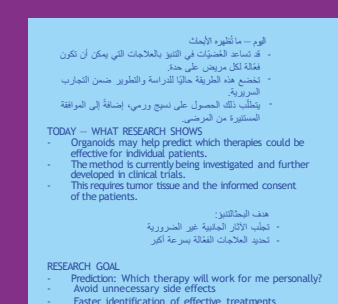 اليوم – ما تُظهره الأبحاث
- قد تساعد العُضيّات في التنبؤ بالعلاجات التي يمكن أن تكون
فعّالة لكل مريض على حدة.
- تخضع هذه الطريقة حاليًا للدراسة والتطوير ضمن التجارب
السريرية.
- يتطلّب ذلك الحصول على نسيج ورمي، إضافةً إلى الموافقة
المستنيرة من المرضى.
TODAY – WHAT RESEARCH SHOWS
- Organoids may help predict which therapies could be
effective for individual patients.
- The method is currently being investigated and further
developed in clinical trials.
- This requires tumor tissue and the informed consent
of the patients.
هدف البحثالتنبؤ:
- تجنّب الآثار الجانبية غير الضرورية
- تحديد العلاجات الفعّالة بسرعة أكبر
RESEARCH GOAL
- Prediction: Which therapy will work for me personally?
- Avoid unnecessary side effects
- Faster identification of effective treatments